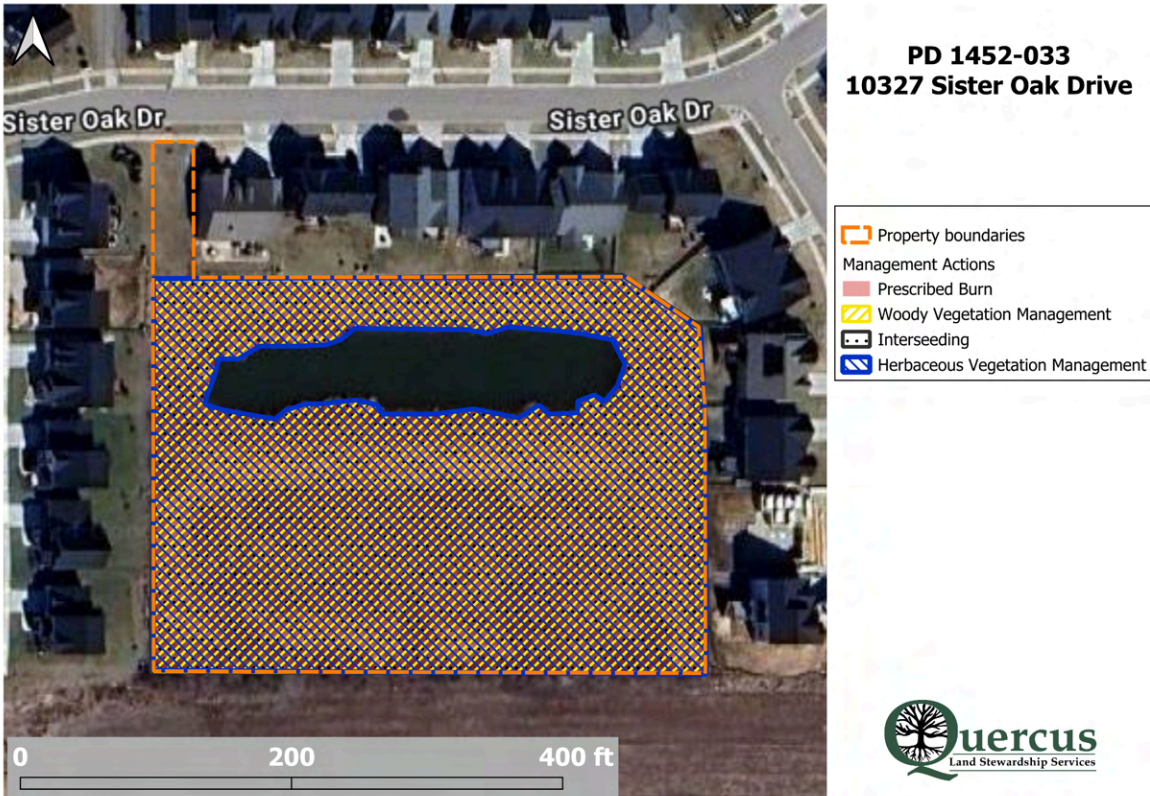 PD 1452-033
10327 Sister Oak Drive
Sister Oak Dr
Sister Oak Dr
Property boundaries
Management Actions
Prescribed Burn
Woody Vegetation Management
Interseeding
Herbaceous Vegetation Management
0 200 400 ft
Quercus
Land Stewardship Services